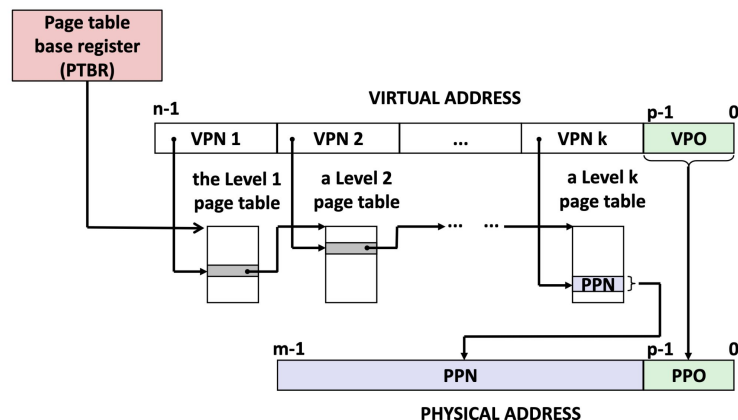 Page table
base register
(PTBR)
VIRTUAL ADDRESS
n-1
p-1
0
VPN 1
VPN 2
...
VPN k
VPO
the Level 1
page table
a Level 2
page table
a Level k
page table
... ...
PPN
m-1
p-1
0
PPN
PPO
PHYSICAL ADDRESS